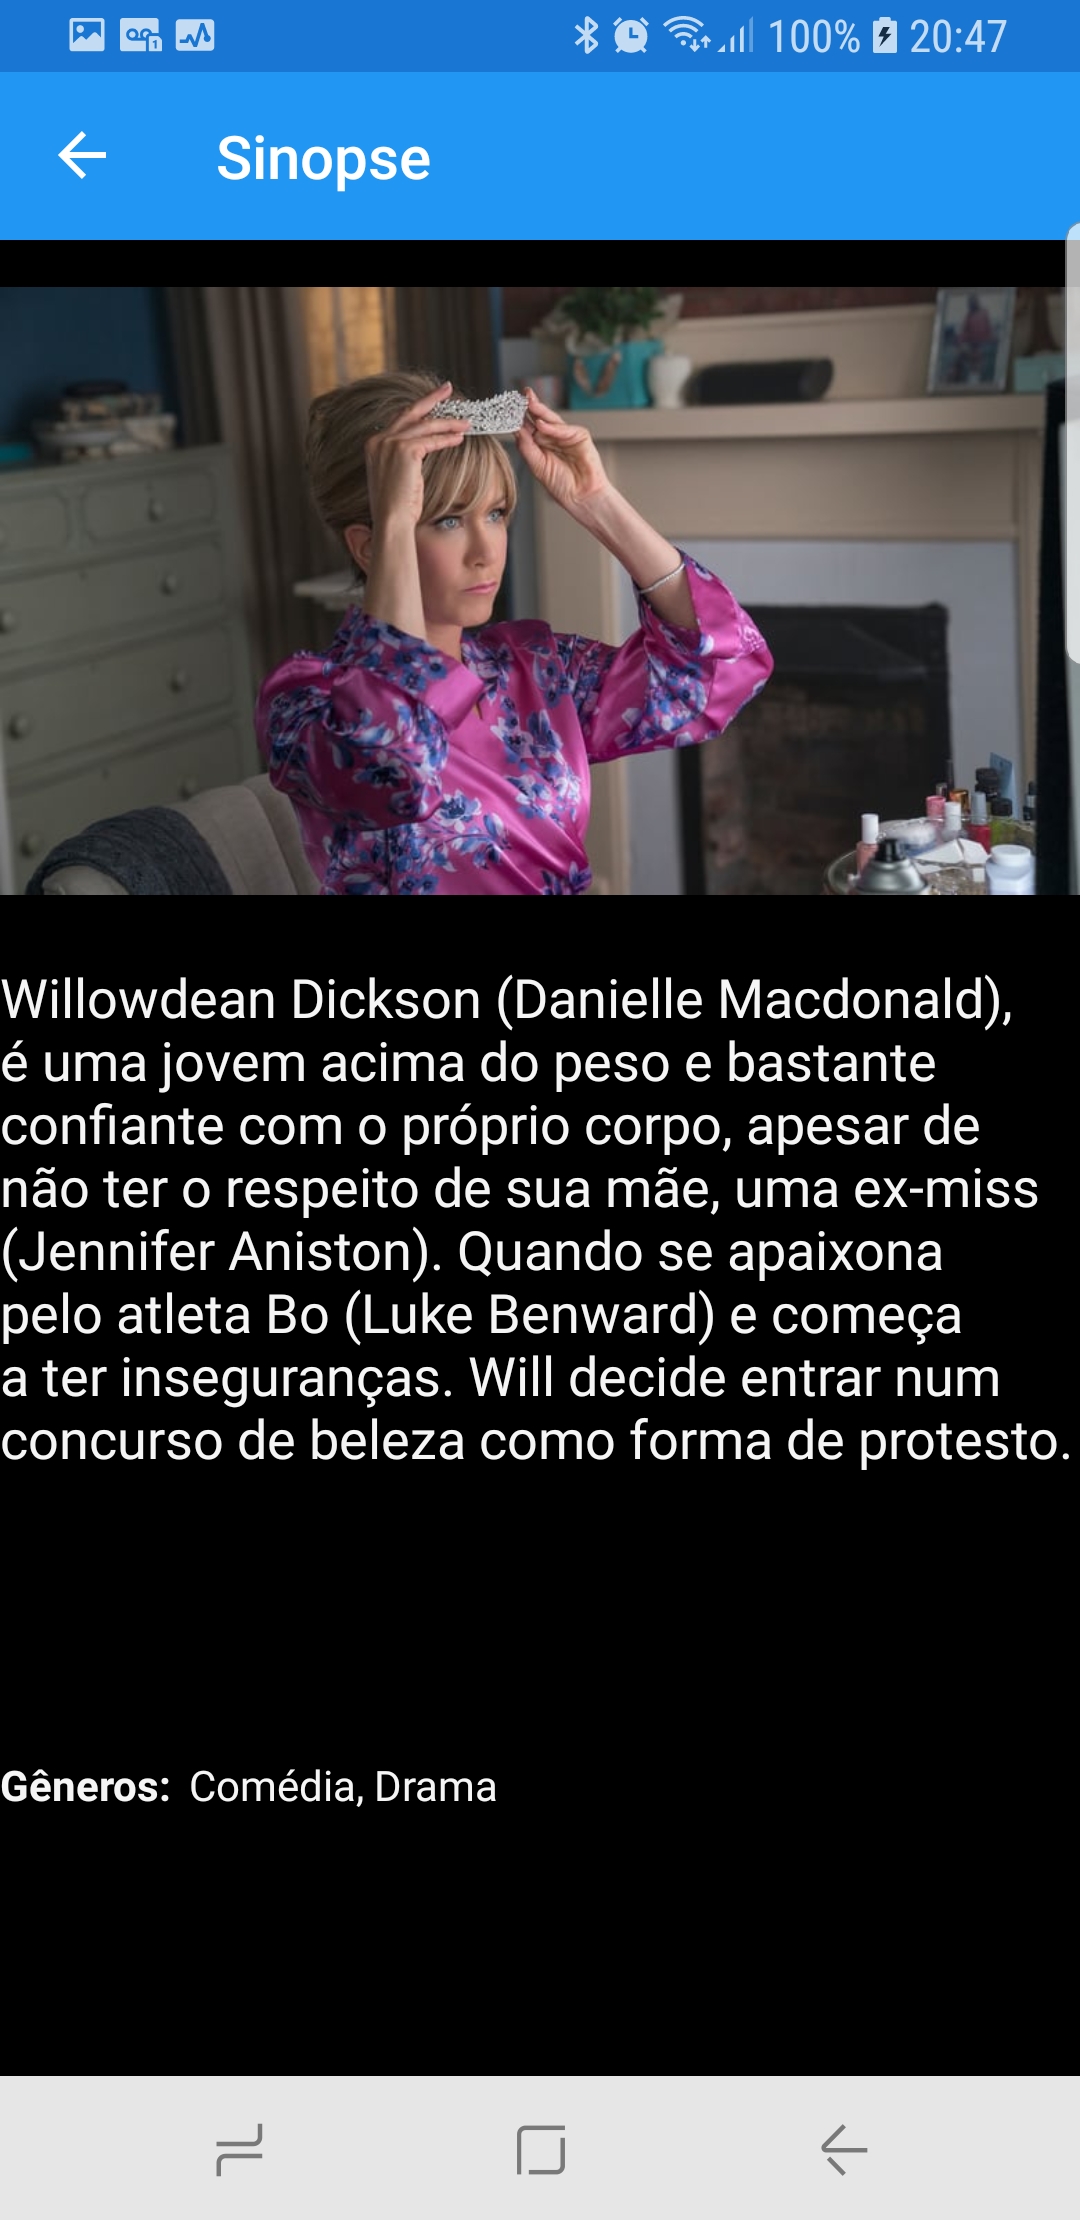 100% 20:47
Sinopse
Willowdean Dickson (Danielle Macdonald),
é uma jovem acima do peso e bastante
confiante com o próprio corpo, apesar de
não ter o respeito de sua mãe, uma ex-miss
(Jennifer Aniston). Quando se apaixona
pelo atleta Bo (Luke Benward) e começa
a ter inseguranças. Will decide entrar num
concurso de beleza como forma de protesto.
Gêneros: Comédia, Drama